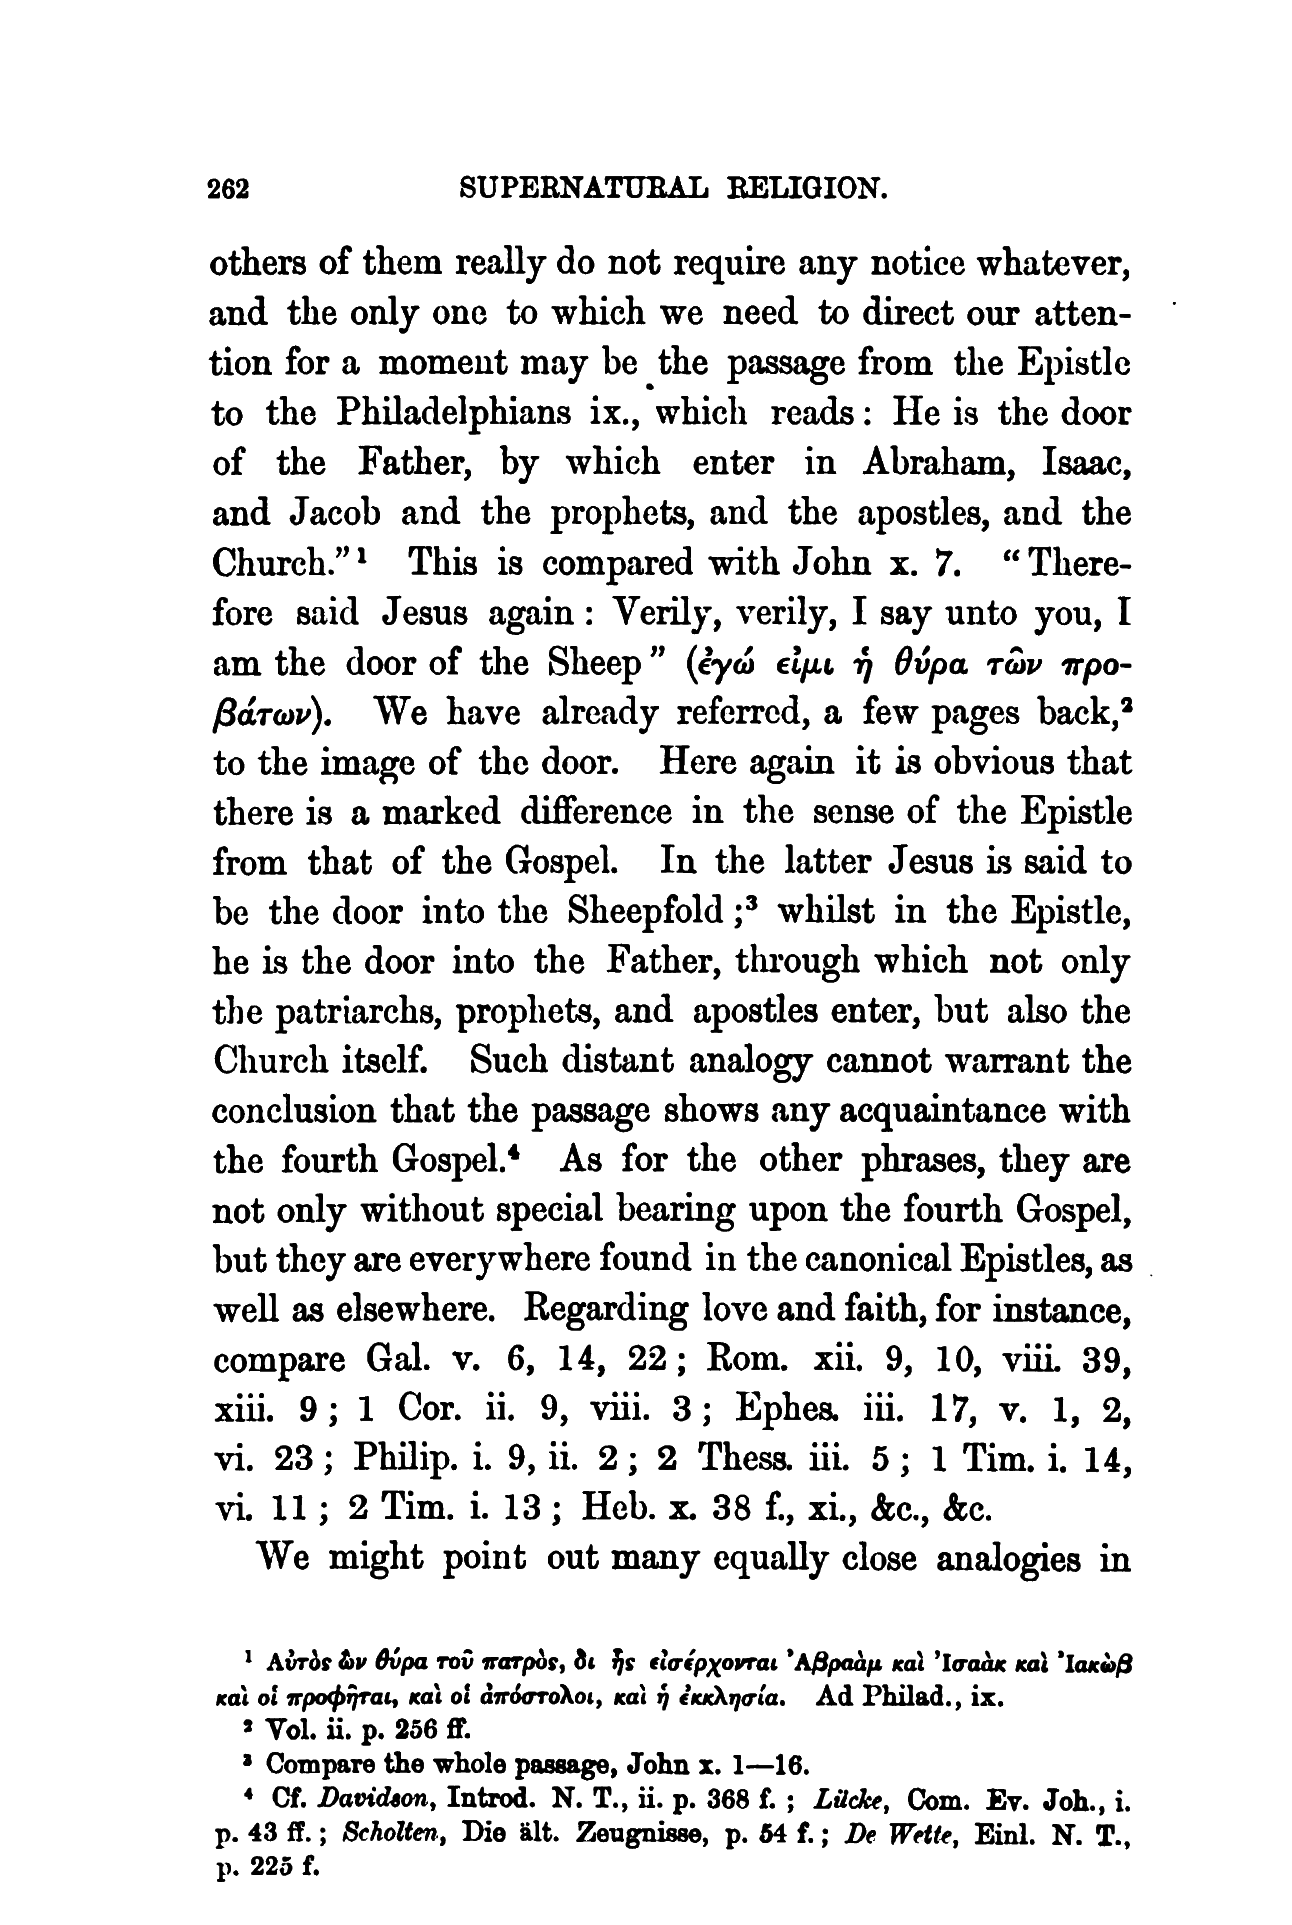 262 SUPERNATURAL RELIGION.
others of them really do not require any notice whatever,
and the only one to which we need to direct our atten-
tion for a moment may be the passage from the Epistle
to the Philadelphians ix., which reads: He is the door
of the Father, by which enter in Abraham, Isaac,
and Jacob and the prophets, and the apostles, and the
Church.”¹ This is compared with John x. 7. “There-
fore said Jesus again: Verily, verily, I say unto you, I
am the door of the Sheep” (ἐγώ εἰμι ἡ θύρα τῶν προ-
βάτων). We have already referred, a few pages back,²
to the image of the door. Here again it is obvious that
there is a marked difference in the sense of the Epistle
from that of the Gospel. In the latter Jesus is said to
be the door into the Sheepfold;³ whilst in the Epistle,
he is the door into the Father, through which not only
the patriarchs, prophets, and apostles enter, but also the
Church itself. Such distant analogy cannot warrant the
conclusion that the passage shows any acquaintance with
the fourth Gospel.⁴ As for the other phrases, they are
not only without special bearing upon the fourth Gospel,
but they are everywhere found in the canonical Epistles, as
well as elsewhere. Regarding love and faith, for instance,
compare Gal. v. 6, 14, 22; Rom. xii. 9, 10, viii. 39,
xiii. 9; 1 Cor. ii. 9, viii. 3; Ephes. iii. 17, v. 1, 2,
vi. 23; Philip. i. 9, ii. 2; 2 Thess. iii. 5; 1 Tim. i. 14,
vi. 11; 2 Tim. i. 13; Heb. x. 38 f., xi., &c., &c.
We might point out many equally close analogies in
¹ Αὐτὸς ὢν θύρα τοῦ πατρὸς, δι ἧς εἰσέρχονται Ἀβραὰμ καὶ Ἰσαὰκ καὶ Ἰακὼβ
καὶ οἱ προφῆται, καὶ οἱ ἀπόστολοι, καὶ ἡ ἐκκλησία. Ad Philad., ix.
² Vol. ii. p. 256 ff.
³ Compare the whole passage, John x. 1—16.
⁴ Cf. Davidson, Introd. N. T., ii. p. 368 f.; Lücke, Com. Ev. Joh., i.
p. 43 ff.; Scholten, Die ält. Zeugnisse, p. 54 f.; De Wette, Einl. N. T.,
p. 225 f.